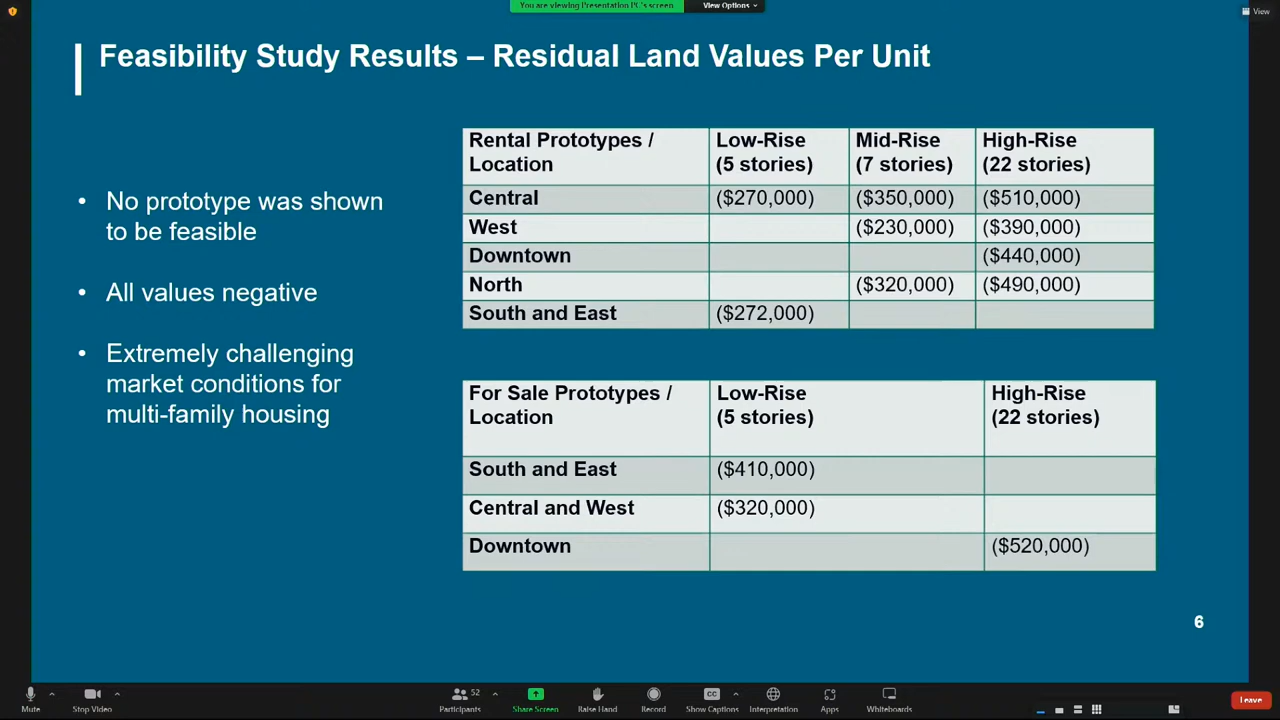 You are viewing Presentation PC's screen
View Options
View
Feasibility Study Results – Residual Land Values Per Unit
• No prototype was shown
to be feasible
• All values negative
• Extremely challenging
market conditions for
multi-family housing
Rental Prototypes / Location Low-Rise (5 stories) Mid-Rise (7 stories) High-Rise (22 stories)
Central ($270,000) ($350,000) ($510,000)
West ($230,000) ($390,000)
Downtown ($440,000)
North ($320,000) ($490,000)
South and East ($272,000)
For Sale Prototypes / Location Low-Rise (5 stories) High-Rise (22 stories)
South and East ($410,000)
Central and West ($320,000)
Downtown ($520,000)
6
Mute
Stop Video
52
Participants
Share Screen
Raise Hand
Record
CC
Show Captions
Interpretation
Apps
Whiteboards
Leave